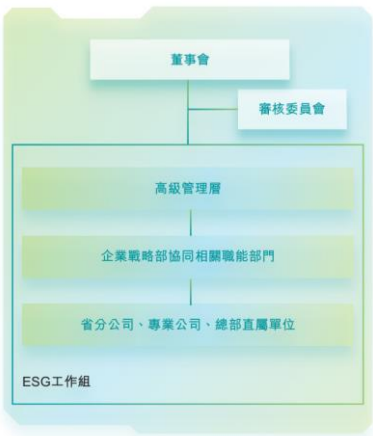 董事會
審核委員會
高級管理層
企業戰略部協同相關職能部門
省分公司、專業公司、總部直屬單位
ESG工作組